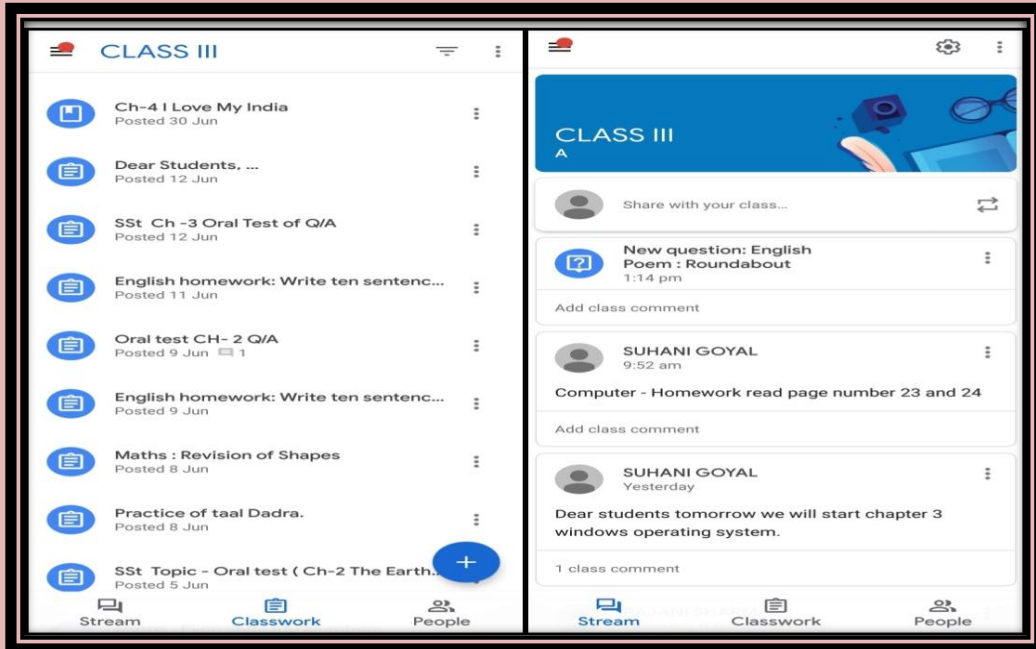 CLASS III
Ch-4 I Love My India
Posted 30 Jun
Dear Students, ...
Posted 12 Jun
SSt Ch -3 Oral Test of Q/A
Posted 12 Jun
English homework: Write ten sentenc...
Posted 11 Jun
Oral test CH- 2 Q/A
Posted 9 Jun 1
English homework: Write ten sentenc...
Posted 9 Jun
Maths : Revision of Shapes
Posted 8 Jun
Practice of taal Dadra.
Posted 8 Jun
SSt Topic - Oral test ( Ch-2 The Earth...
Posted 5 Jun
Stream Classwork People
CLASS III
A
Share with your class...
New question: English
Poem : Roundabout
1:14 pm
Add class comment
SUHANI GOYAL
9:52 am
Computer - Homework read page number 23 and 24
Add class comment
SUHANI GOYAL
Yesterday
Dear students tomorrow we will start chapter 3
windows operating system.
1 class comment
Stream Classwork People